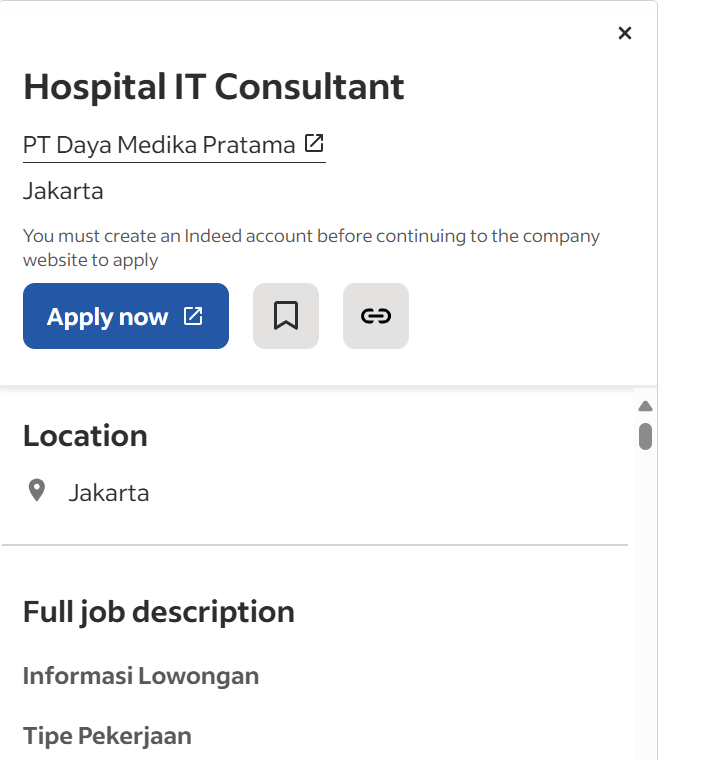 Hospital IT Consultant
PT Daya Medika Pratama
Jakarta
You must create an Indeed account before continuing to the company
website to apply
Apply now
Location
Jakarta
Full job description
Informasi Lowongan
Tipe Pekerjaan